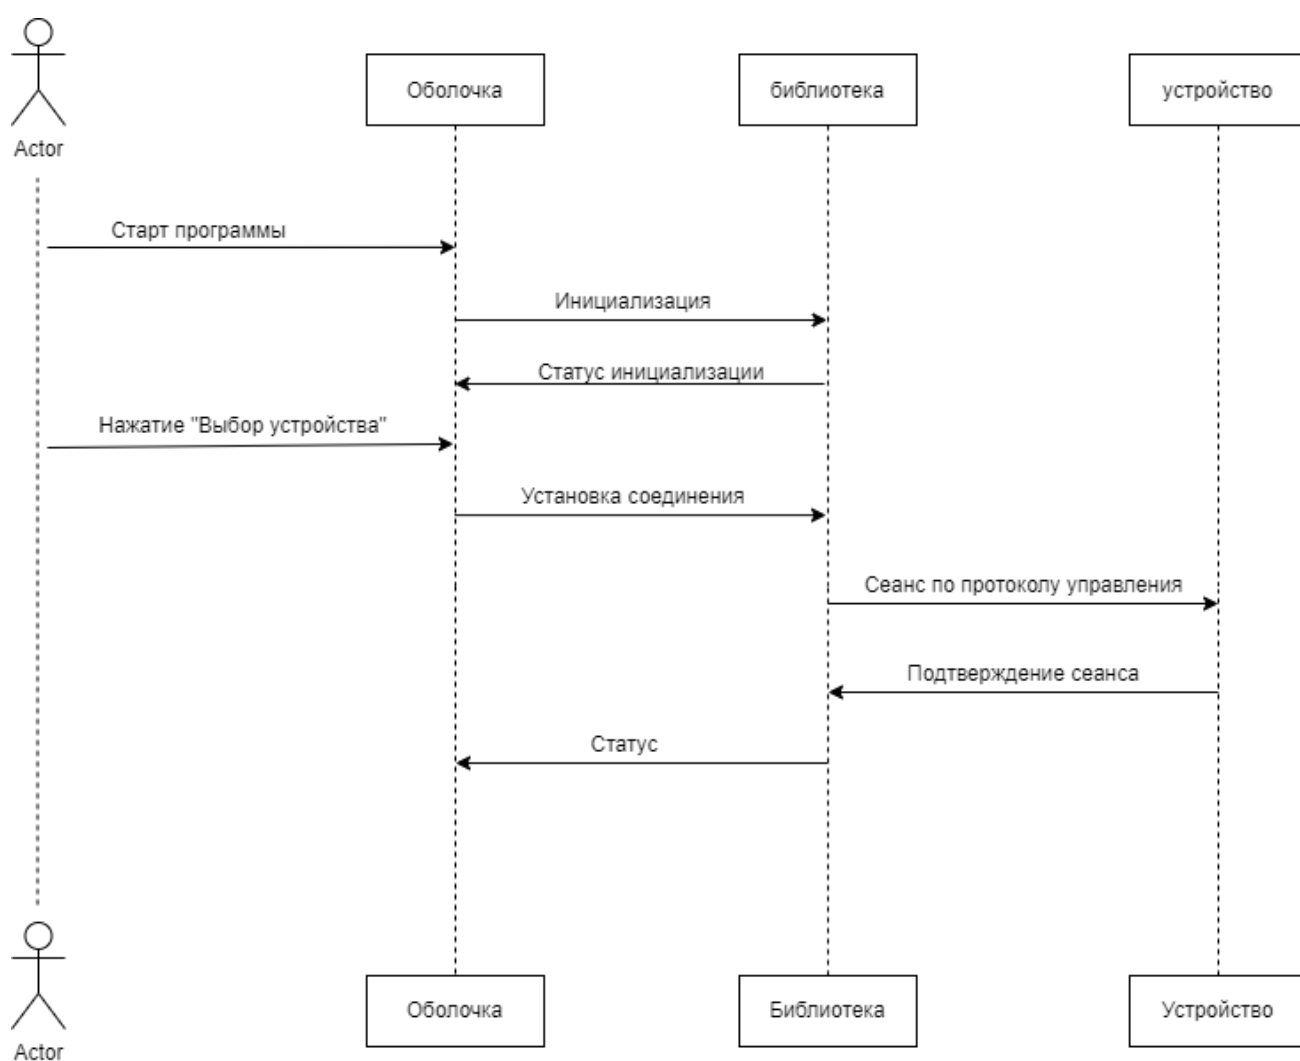 Оболочка
библиотека
устройство
Actor
Старт программы
Инициализация
Статус инициализации
Нажатие "Выбор устройства"
Установка соединения
Сеанс по протоколу управления
Подтверждение сеанса
Статус
Оболочка
Библиотека
Устройство
Actor